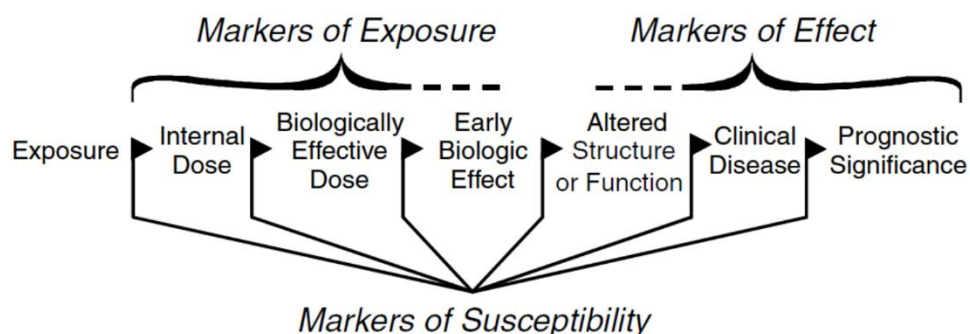 Markers of Exposure
Markers of Effect
Exposure
Internal
Dose
Biologically
Effective
Dose
Early
Biologic
Effect
Altered
Structure
or Function
Clinical
Disease
Prognostic
Significance
Markers of Susceptibility